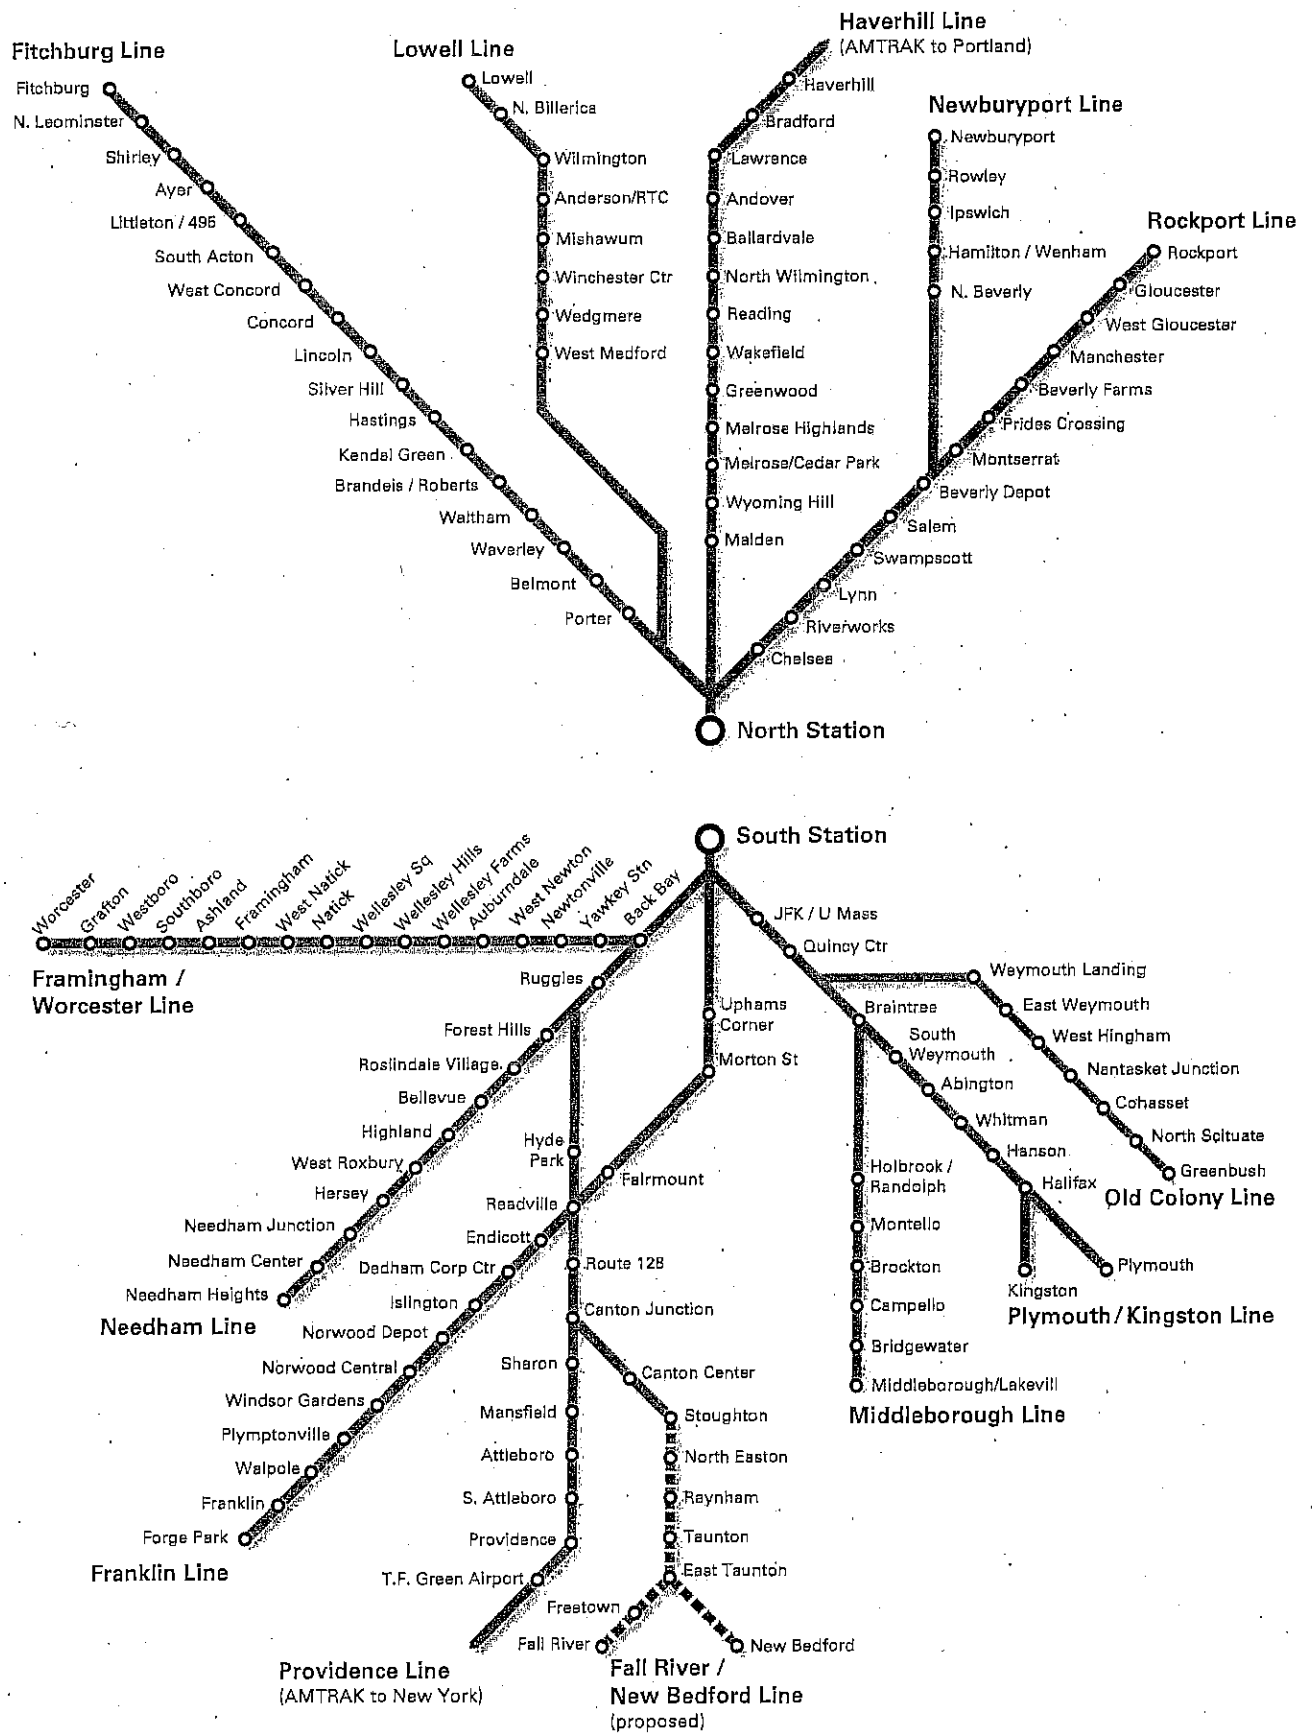 Fitchburg Line
Fitchburg
N. Leominster
Shirley
Ayer
Littleton / 495
South Acton
West Concord
Concord
Lincoln
Silver Hill
Hastings
Kendal Green
Brandeis / Roberts
Waltham
Waverley
Belmont
Porter
Lowell Line
Lowell
N. Billerica
Wilmington
Anderson/RTC
Mishawum
Winchester Ctr
Wedgmere
West Medford
Haverhill Line
(AMTRAK to Portland)
Haverhill
Bradford
Lawrence
Andover
Ballardvale
North Wilmington
Reading
Wakefield
Greenwood
Melrose Highlands
Melrose/Cedar Park
Wyoming Hill
Malden
Newburyport Line
Newburyport
Rowley
Ipswich
Hamilton / Wenham
N. Beverly
Rockport Line
Rockport
Gloucester
West Gloucester
Manchester
Beverly Farms
Prides Crossing
Montserrat
Beverly Depot
Salem
Swampscott
Lynn
Riverworks
Chelsea
North Station
South Station
Worcester
Grafton
Westboro
Southboro
Ashland
Framingham
West Natick
Natick
Wellesley Sq
Wellesley Hills
Wellesley Farms
Auburndale
West Newton
Newtonville
Yawkey Stn
Back Bay
Framingham /
Worcester Line
Ruggles
Forest Hills
Roslindale Village
Bellevue
Highland
West Roxbury
Hersey
Needham Junction
Needham Center
Needham Heights
Needham Line
Hyde
Park
Readville
Endicott
Dedham Corp Ctr
Islington
Norwood Depot
Norwood Central
Windsor Gardens
Plymptonville
Walpole
Franklin
Forge Park
Franklin Line
Uphams
Corner
Morton St
Fairmount
Route 128
Canton Junction
Sharon
Mansfield
Attleboro
S. Attleboro
Providence
T.F. Green Airport
Providence Line
(AMTRAK to New York)
Canton Center
Stoughton
North Easton
Raynham
Taunton
East Taunton
Freetown
Fall River
New Bedford
Fall River /
New Bedford Line
(proposed)
JFK / U Mass
Quincy Ctr
Braintree
South
Weymouth
Abington
Whitman
Hanson
Halifax
Kingston
Plymouth
Plymouth/Kingston Line
Weymouth Landing
East Weymouth
West Hingham
Nantasket Junction
Cohasset
North Scituate
Greenbush
Old Colony Line
Holbrook /
Randolph
Montello
Brockton
Campello
Bridgewater
Middleborough/Lakevill
Middleborough Line